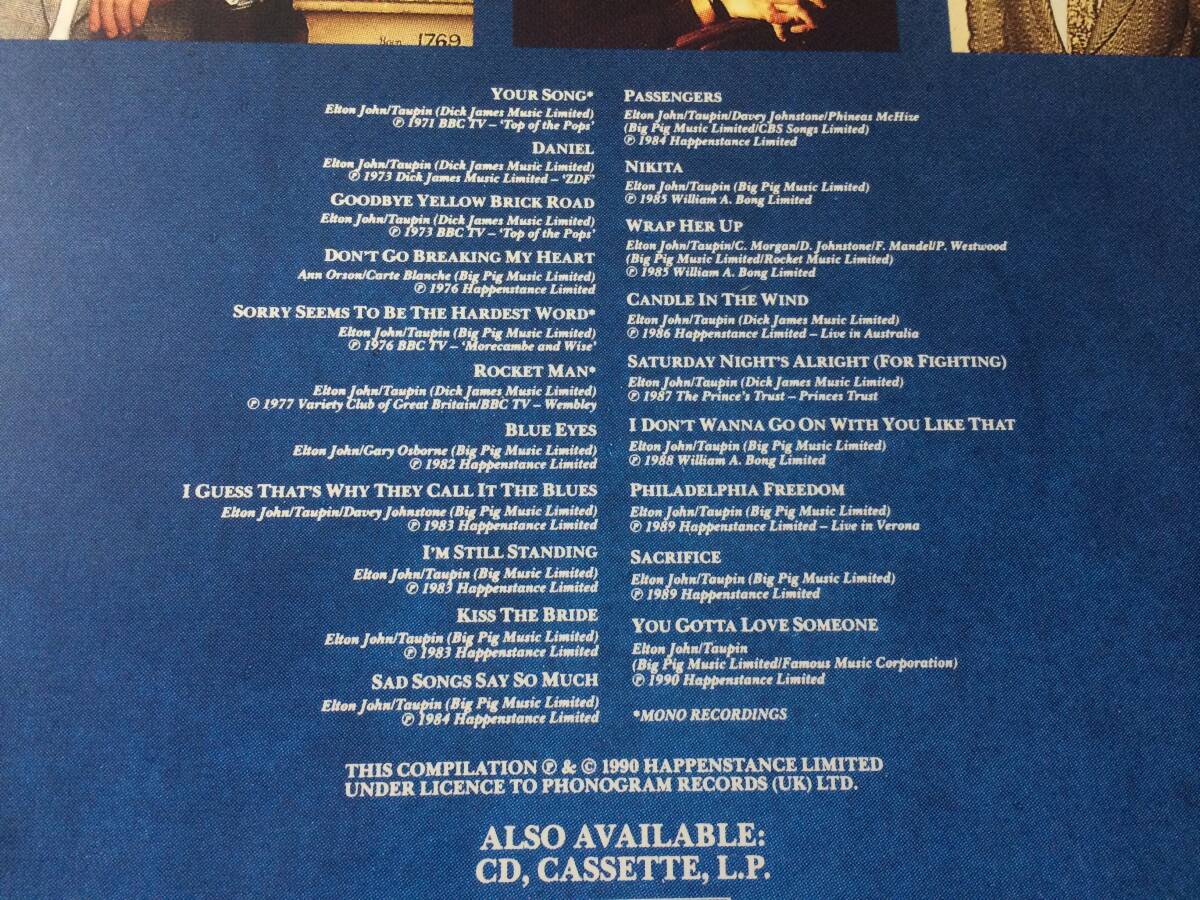 1769
YOUR SONG*
Elton John/Taupin (Dick James Music Limited)
℗ 1971 BBC TV – 'Top of the Pops'
DANIEL
Elton John/Taupin (Dick James Music Limited)
℗ 1973 Dick James Music Limited – 'ZDF'
GOODBYE YELLOW BRICK ROAD
Elton John/Taupin (Dick James Music Limited)
℗ 1973 BBC TV – 'Top of the Pops'
DON'T GO BREAKING MY HEART
Ann Orson/Carte Blanche (Big Pig Music Limited)
℗ 1976 Happenstance Limited
SORRY SEEMS TO BE THE HARDEST WORD*
Elton John/Taupin (Big Pig Music Limited)
℗ 1976 BBC TV – 'Morecambe and Wise'
ROCKET MAN*
Elton John/Taupin (Dick James Music Limited)
℗ 1977 Variety Club of Great Britain/BBC TV – Wembley
BLUE EYES
Elton John/Gary Osborne (Big Pig Music Limited)
℗ 1982 Happenstance Limited
I GUESS THAT'S WHY THEY CALL IT THE BLUES
Elton John/Taupin/Davey Johnstone (Big Pig Music Limited)
℗ 1983 Happenstance Limited
I'M STILL STANDING
Elton John/Taupin (Big Pig Music Limited)
℗ 1983 Happenstance Limited
KISS THE BRIDE
Elton John/Taupin (Big Pig Music Limited)
℗ 1983 Happenstance Limited
SAD SONGS SAY SO MUCH
Elton John/Taupin (Big Pig Music Limited)
℗ 1984 Happenstance Limited
PASSENGERS
Elton John/Taupin/Davey Johnstone/Phineas McHize
(Big Pig Music Limited/CBS Songs Limited)
℗ 1984 Happenstance Limited
NIKITA
Elton John/Taupin (Big Pig Music Limited)
℗ 1985 William A. Bong Limited
WRAP HER UP
Elton John/Taupin/C. Morgan/D. Johnstone/F. Mandel/P. Westwood
(Big Pig Music Limited/Rocket Music Limited)
℗ 1985 William A. Bong Limited
CANDLE IN THE WIND
Elton John/Taupin (Dick James Music Limited)
℗ 1986 Happenstance Limited – Live in Australia
SATURDAY NIGHT'S ALRIGHT (FOR FIGHTING)
Elton John/Taupin (Dick James Music Limited)
℗ 1987 The Prince's Trust – Princes Trust
I DON'T WANNA GO ON WITH YOU LIKE THAT
Elton John/Taupin (Big Pig Music Limited)
℗ 1988 William A. Bong Limited
PHILADELPHIA FREEDOM
Elton John/Taupin (Big Pig Music Limited)
℗ 1989 Happenstance Limited – Live in Verona
SACRIFICE
Elton John/Taupin (Big Pig Music Limited)
℗ 1989 Happenstance Limited
YOU GOTTA LOVE SOMEONE
Elton John/Taupin
(Big Pig Music Limited/Famous Music Corporation)
℗ 1990 Happenstance Limited
*MONO RECORDINGS
THIS COMPILATION ℗ & © 1990 HAPPENSTANCE LIMITED
UNDER LICENCE TO PHONOGRAM RECORDS (UK) LTD.
ALSO AVAILABLE:
CD, CASSETTE, L.P.